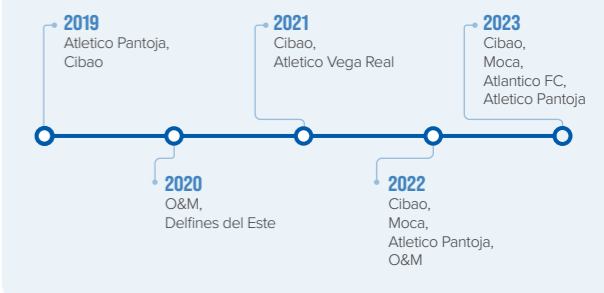 2019
Atletico Pantoja,
Cibao
2021
Cibao,
Atletico Vega Real
2023
Cibao,
Moca,
Atlantico FC,
Atletico Pantoja
2020
O&M,
Delfines del Este
2022
Cibao,
Moca,
Atletico Pantoja,
O&M